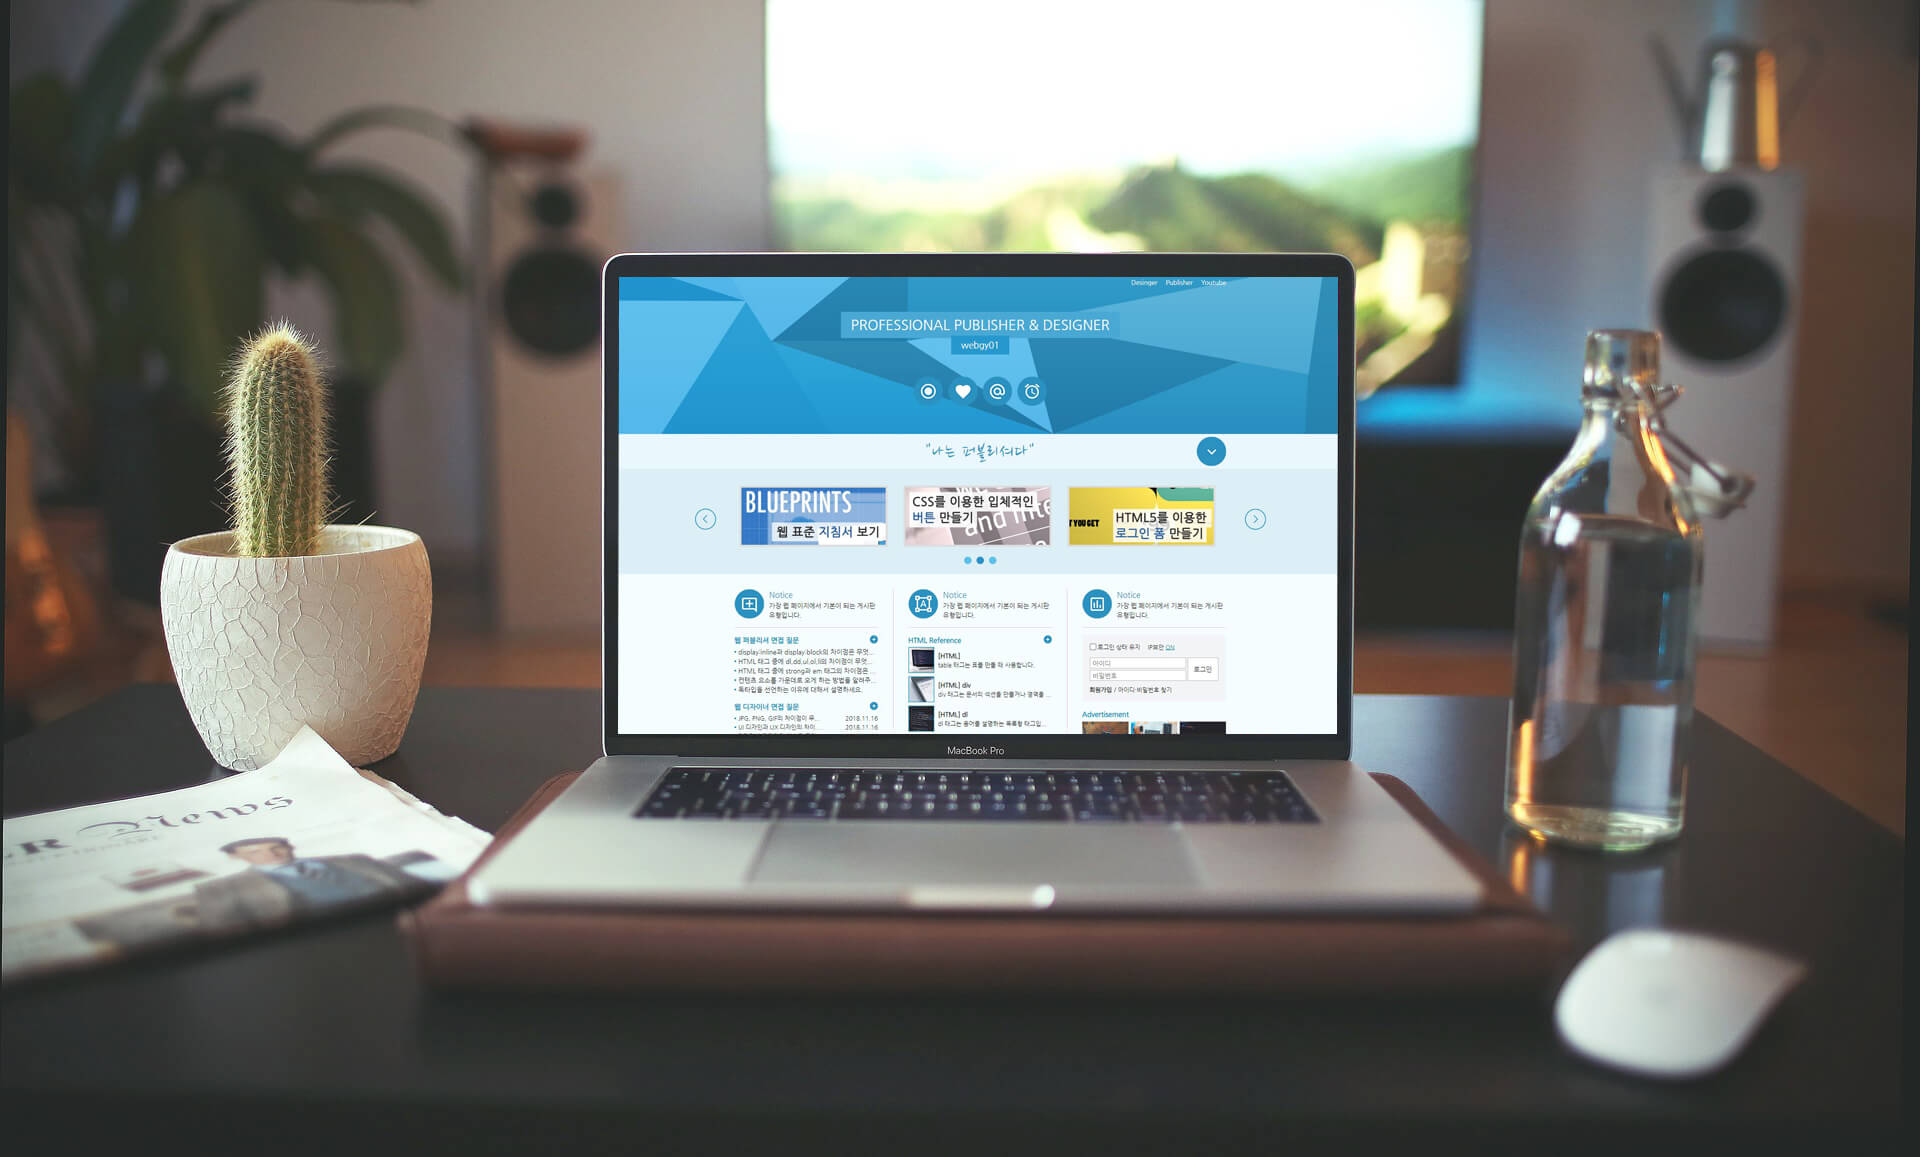 Desinger Publisher Youtube
PROFESSIONAL PUBLISHER & DESIGNER
webgy01
"나는 퍼블리셔다"
BLUEPRINTS
웹 표준 지침서 보기
CSS를 이용한 입체적인
버튼 만들기
and inte
T YOU GET
HTML5를 이용한
로그인 폼 만들기
Notice
가장 웹 페이지에서 기본이 되는 게시판
유형입니다.
웹 퍼블리셔 면접 질문
• display:inline과 display:block의 차이점은 무엇...
• HTML 태그 중에 dl,dd,ul,ol,li의 차이점이 무엇...
• HTML 태그 중에 strong과 em 태그의 차이점은 ...
• 컨텐츠 요소를 가운데로 오게 하는 방법을 알려주...
• 독타입을 선언하는 이유에 대해서 설명하세요.
웹 디자이너 면접 질문
• JPG, PNG, GIF의 차이점이 무... 2018.11.16
• UI 디자인과 UX 디자인의 차이... 2018.11.16
Notice
가장 웹 페이지에서 기본이 되는 게시판
유형입니다.
HTML Reference
[HTML]
table 태그는 표를 만들 때 사용합니다.
[HTML] div
div 태그는 문서의 섹션을 만들거나 영역을 ...
[HTML] dl
dl 태그는 용어를 설명하는 목록형 태그입...
Notice
가장 웹 페이지에서 기본이 되는 게시판
유형입니다.
로그인 상태 유지 IP보안 ON
아이디
비밀번호
로그인
회원가입 / 아이디·비밀번호 찾기
Advertisement
MacBook Pro
R News